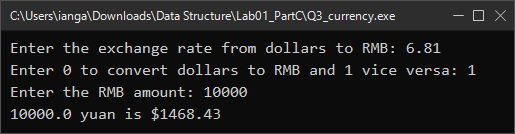 C:\Users\ianga\Downloads\Data Structure\Lab01_PartC\Q3_currency.exe
Enter the exchange rate from dollars to RMB: 6.81
Enter 0 to convert dollars to RMB and 1 vice versa: 1
Enter the RMB amount: 10000
10000.0 yuan is $1468.43